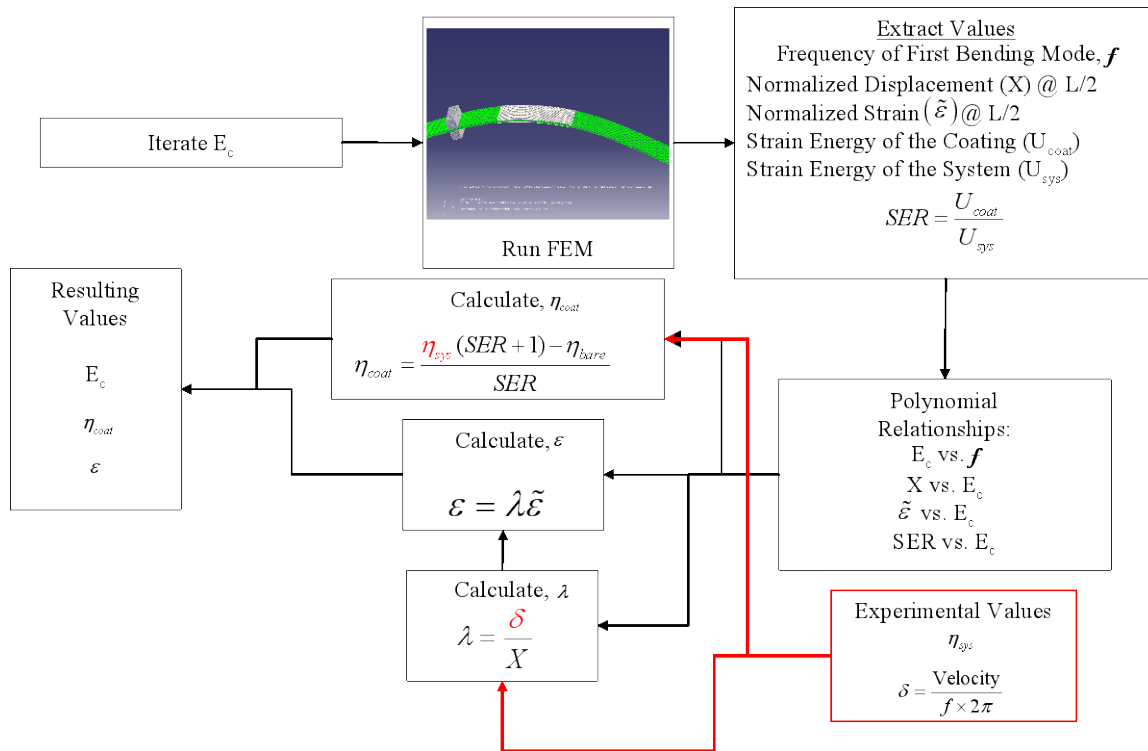 Iterate E_c
Run FEM
Extract Values
Frequency of First Bending Mode, f
Normalized Displacement (X) @ L/2
Normalized Strain (ε̃) @ L/2
Strain Energy of the Coating (U_coat)
Strain Energy of the System (U_sys)
SER = U_coat / U_sys
Resulting
Values
E_c
η_coat
ε
Calculate, η_coat
η_coat = (η_sys (SER + 1) − η_bare) / SER
Calculate, ε
ε = λε̃
Calculate, λ
λ = δ / X
Polynomial
Relationships:
E_c vs. f
X vs. E_c
ε̃ vs. E_c
SER vs. E_c
Experimental Values
η_sys
δ = Velocity / (f × 2π)